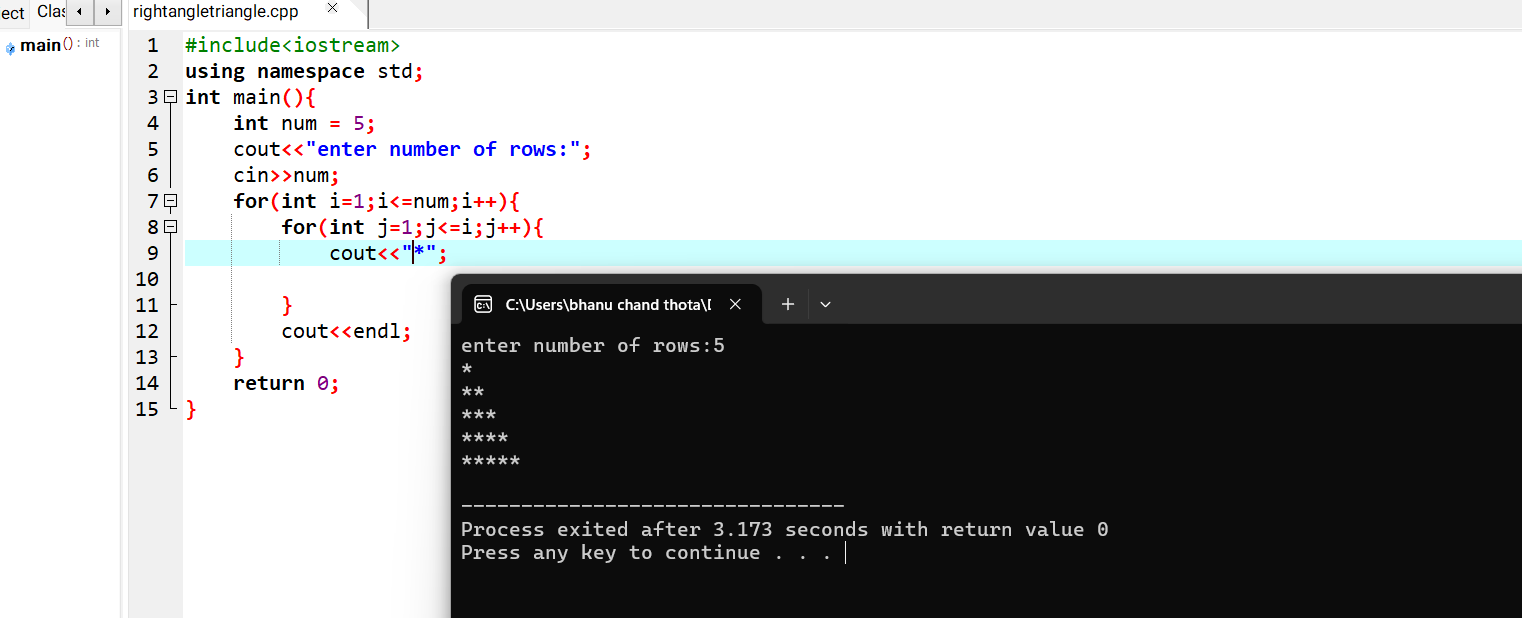 ect Clas
rightangletriangle.cpp
main() : int
1 #include<iostream>
2 using namespace std;
3 int main(){
4     int num = 5;
5     cout<<"enter number of rows:";
6     cin>>num;
7     for(int i=1;i<=num;i++){
8         for(int j=1;j<=i;j++){
9             cout<<"*";
10
11         }
12         cout<<endl;
13     }
14     return 0;
15 }
C:\Users\bhanu chand thota\
enter number of rows:5
*
**
***
****
*****
--------------------------------
Process exited after 3.173 seconds with return value 0
Press any key to continue . . .